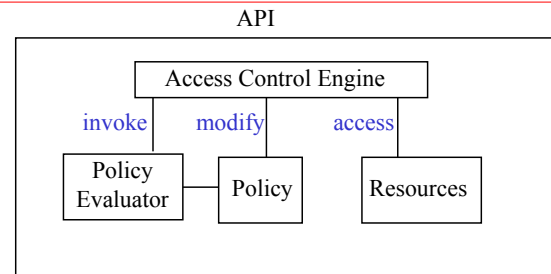 API
Access Control Engine
invoke modify access
Policy
Evaluator
Policy
Resources